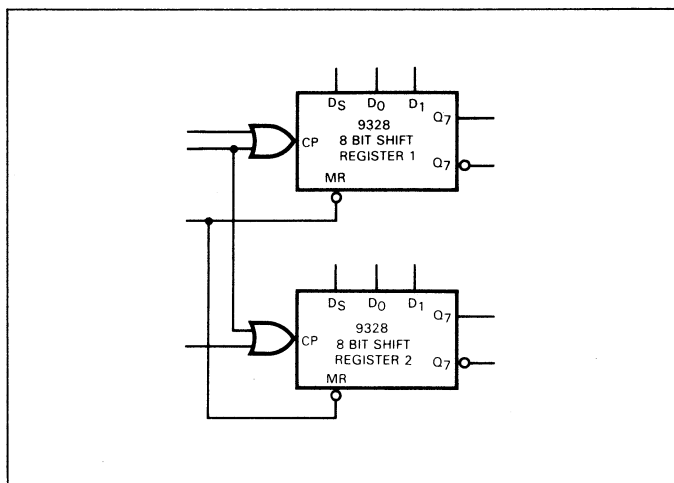 DS D0 D1
9328
8 BIT SHIFT
REGISTER 1
CP
Q7
Q7
MR
DS D0 D1
9328
8 BIT SHIFT
REGISTER 2
CP
Q7
Q7
MR